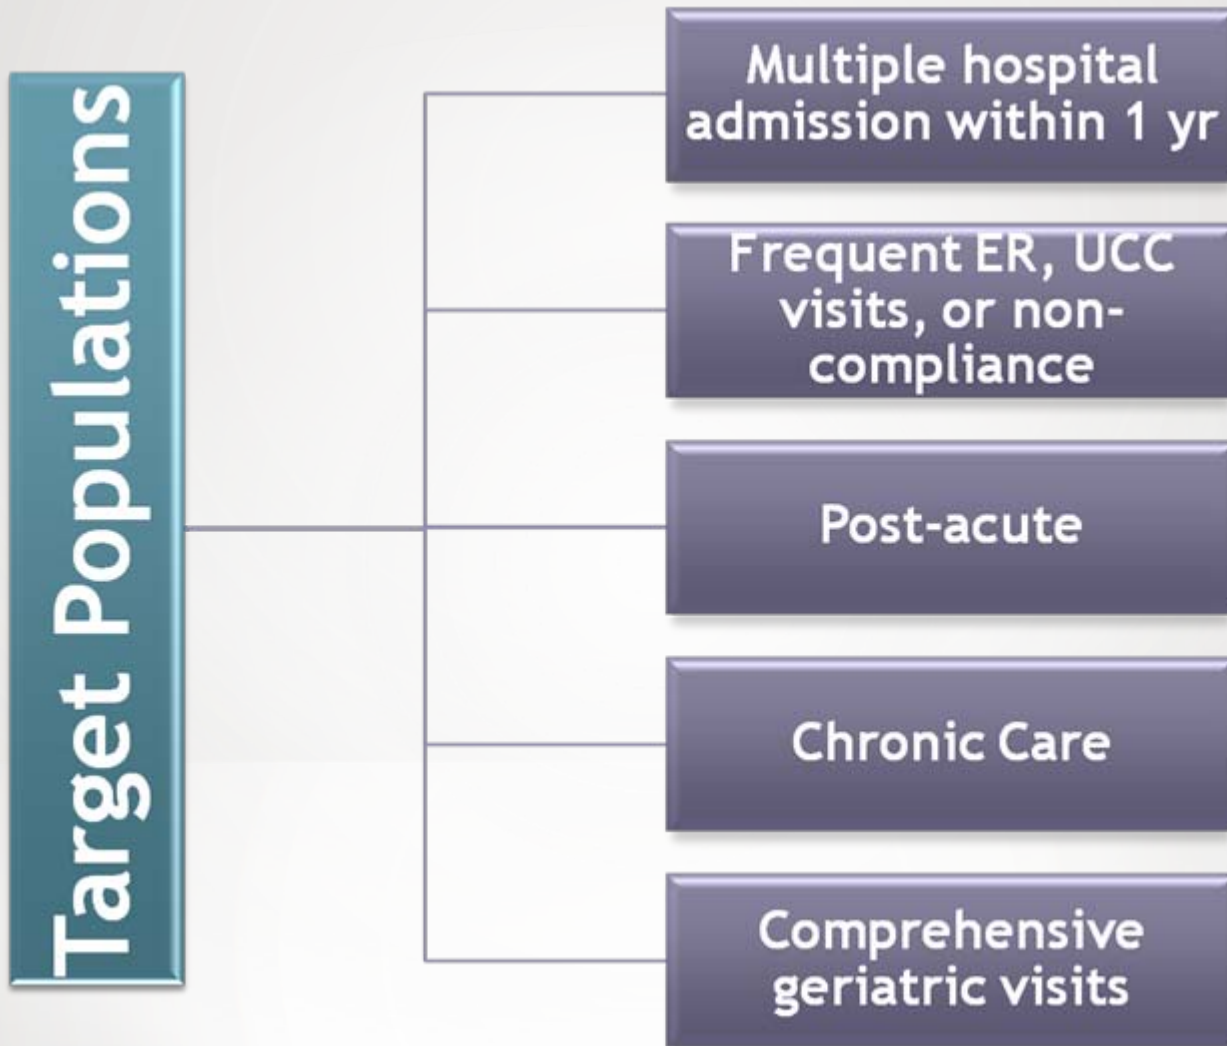 Target Populations
Multiple hospital
admission within 1 yr
Frequent ER, UCC
visits, or non-
compliance
Post-acute
Chronic Care
Comprehensive
geriatric visits